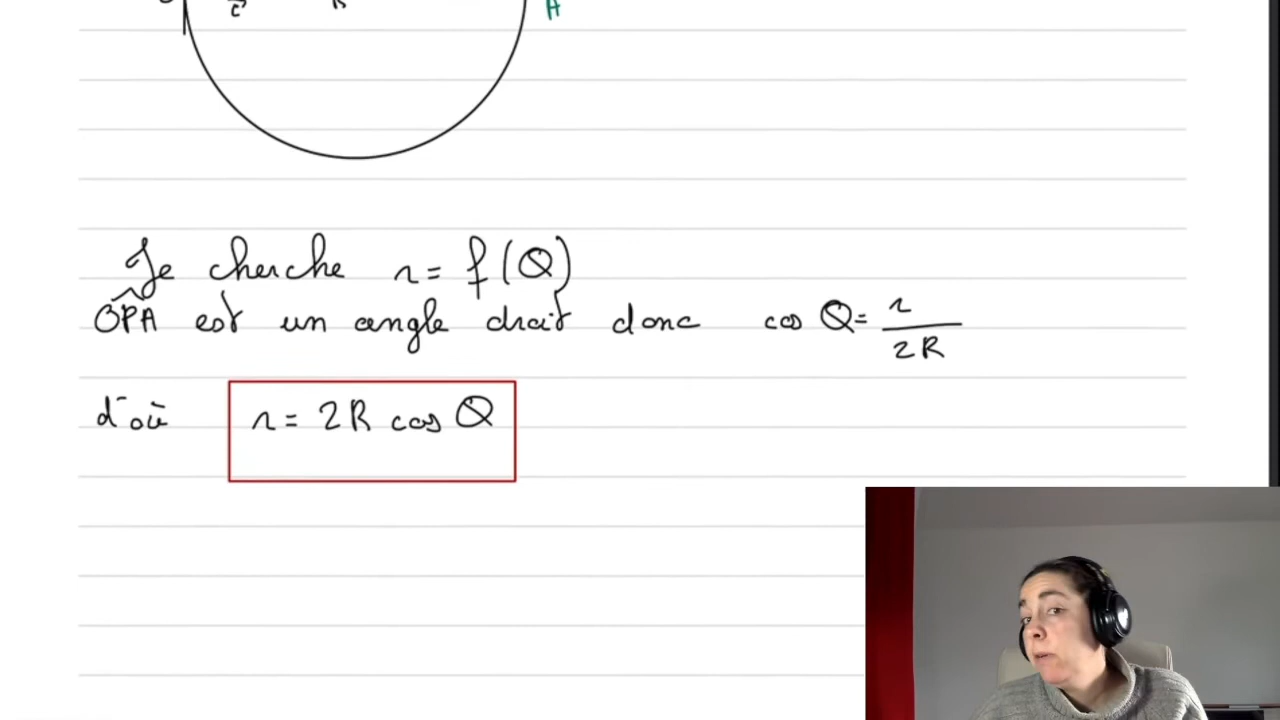 A
Je cherche r = f(θ)
OPA est un angle droit donc cos θ = r / 2R
d'où r = 2R cos θ